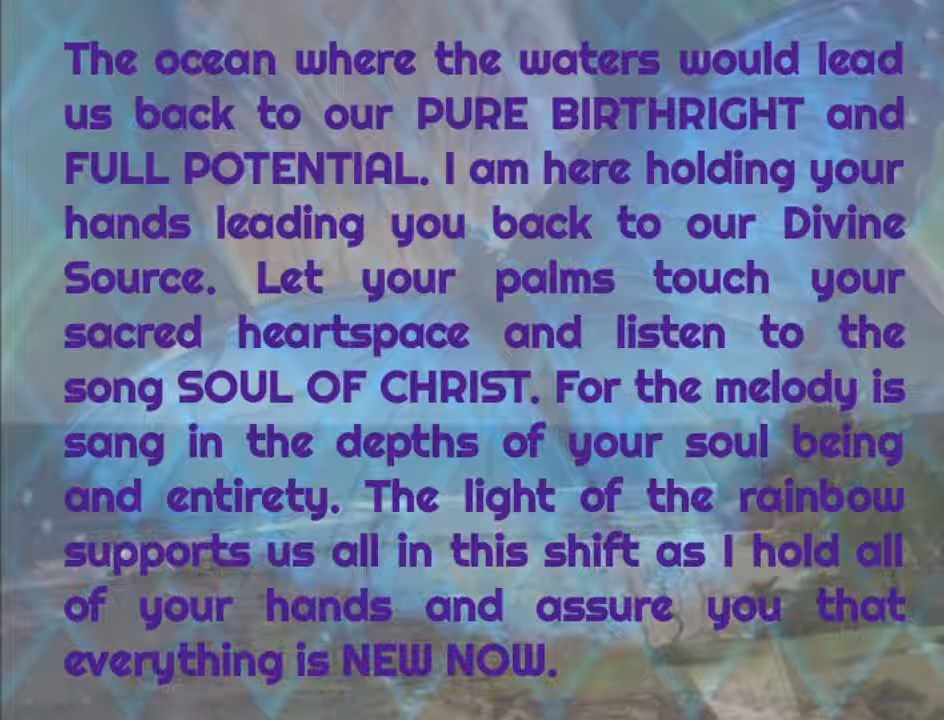 The ocean where the waters would lead
us back to our PURE BIRTHRIGHT and
FULL POTENTIAL. I am here holding your
hands leading you back to our Divine
Source. Let your palms touch your
sacred heartspace and listen to the
song SOUL OF CHRIST. For the melody is
sang in the depths of your soul being
and entirety. The light of the rainbow
supports us all in this shift as I hold all
of your hands and assure you that
everything is NEW NOW.